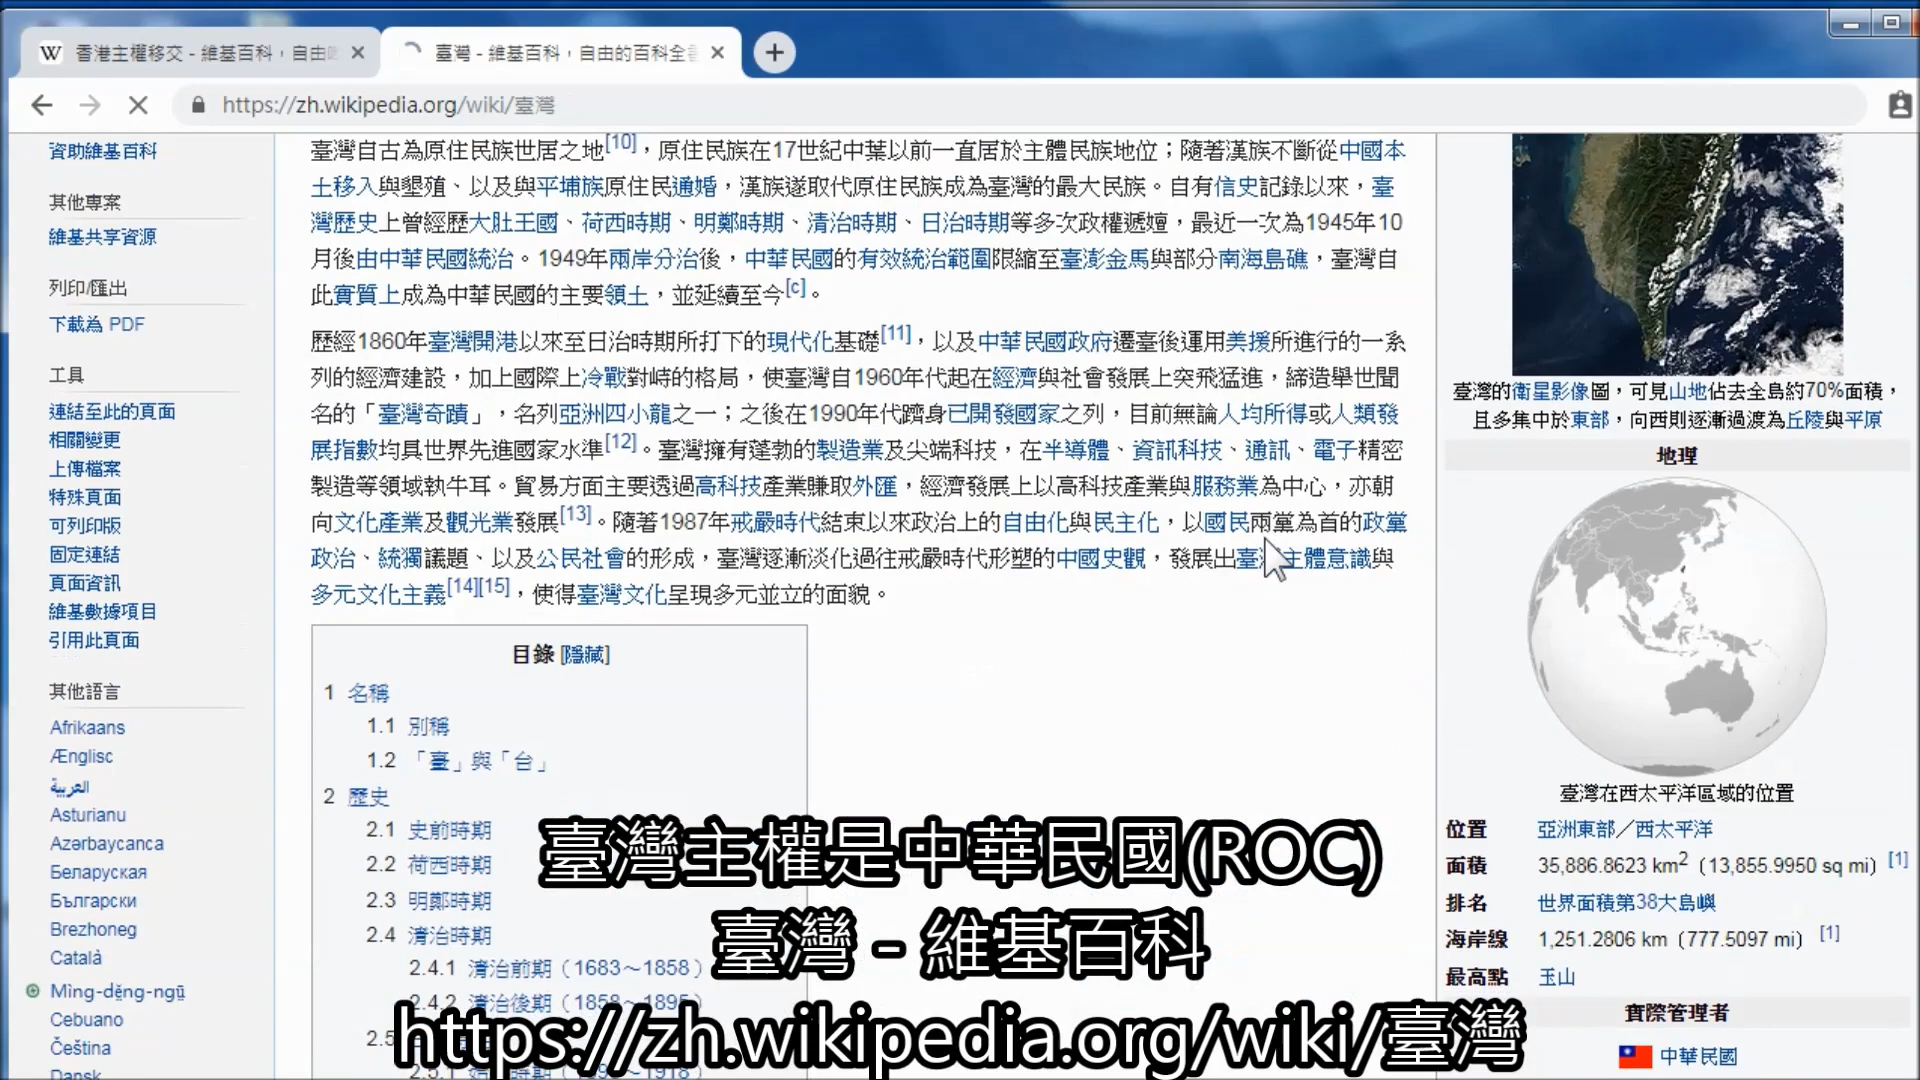 香港主權移交 - 維基百科，自由
臺灣 - 維基百科，自由的百科全
https://zh.wikipedia.org/wiki/臺灣
資助維基百科
其他專案
維基共享資源
列印/匯出
下載為 PDF
工具
連結至此的頁面
相關變更
上傳檔案
特殊頁面
可列印版
固定連結
頁面資訊
維基數據項目
引用此頁面
其他語言
Afrikaans
Ænglisc
العربية
Asturianu
Azərbaycanca
Беларуская
Български
Brezhoneg
Català
Mìng-dĕ̤ng-ngṳ̄
Cebuano
Čeština
Dansk
臺灣自古為原住民族世居之地[10]，原住民族在17世紀中葉以前一直居於主體民族地位；隨著漢族不斷從中國本
土移入與墾殖、以及與平埔族原住民通婚，漢族遂取代原住民族成為臺灣的最大民族。自有信史記錄以來，臺
灣歷史上曾經歷大肚王國、荷西時期、明鄭時期、清治時期、日治時期等多次政權遞嬗，最近一次為1945年10
月後由中華民國統治。1949年兩岸分治後，中華民國的有效統治範圍限縮至臺澎金馬與部分南海島礁，臺灣自
此實質上成為中華民國的主要領土，並延續至今[c]。
歷經1860年臺灣開港以來至日治時期所打下的現代化基礎[11]，以及中華民國政府遷臺後運用美援所進行的一系
列的經濟建設，加上國際上冷戰對峙的格局，使臺灣自1960年代起在經濟與社會發展上突飛猛進，締造舉世聞
名的「臺灣奇蹟」，名列亞洲四小龍之一；之後在1990年代躋身已開發國家之列，目前無論人均所得或人類發
展指數均具世界先進國家水準[12]。臺灣擁有蓬勃的製造業及尖端科技，在半導體、資訊科技、通訊、電子精密
製造等領域執牛耳。貿易方面主要透過高科技產業賺取外匯，經濟發展上以高科技產業與服務業為中心，亦朝
向文化產業及觀光業發展[13]。隨著1987年戒嚴時代結束以來政治上的自由化與民主化，以國民兩黨為首的政黨
政治、統獨議題、以及公民社會的形成，臺灣逐漸淡化過往戒嚴時代形塑的中國史觀，發展出臺灣主體意識與
多元文化主義[14][15]，使得臺灣文化呈現多元並立的面貌。
目錄 [隱藏]
1 名稱
1.1 別稱
1.2 「臺」與「台」
2 歷史
2.1 史前時期
2.2 荷西時期
2.3 明鄭時期
2.4 清治時期
2.4.1 清治前期（1683～1858）
2.4.2 清治後期（1858～1895）
2.5
臺灣的衛星影像圖，可見山地佔去全島約70%面積，
且多集中於東部，向西則逐漸過渡為丘陵與平原
地理
臺灣在西太平洋區域的位置
位置 亞洲東部／西太平洋
面積 35,886.8623 km² (13,855.9950 sq mi) [1]
排名 世界面積第38大島嶼
海岸線 1,251.2806 km (777.5097 mi) [1]
最高點 玉山
實際管理者
中華民國
臺灣主權是中華民國(ROC)
臺灣 - 維基百科
https://zh.wikipedia.org/wiki/臺灣